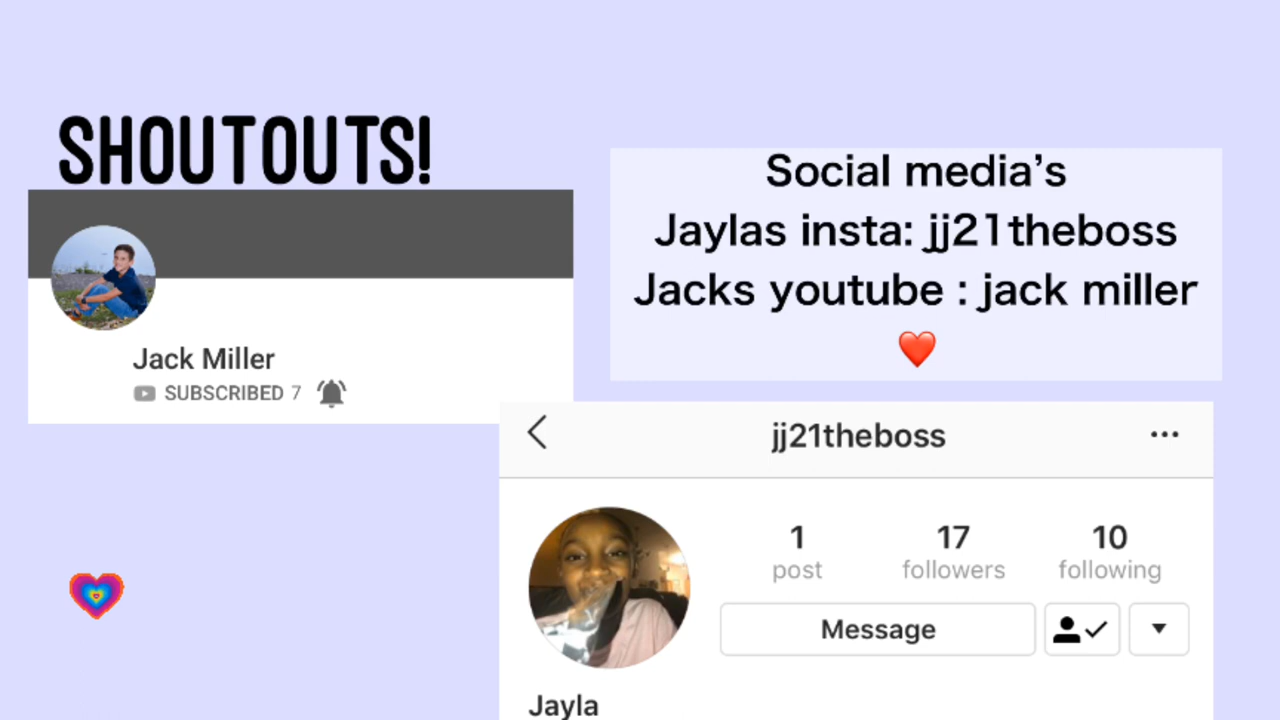 SHOUTOUTS!
Jack Miller
SUBSCRIBED 7
Social media’s
Jaylas insta: jj21theboss
Jacks youtube : jack miller
❤️
jj21theboss
1 17 10
post followers following
Message
Jayla